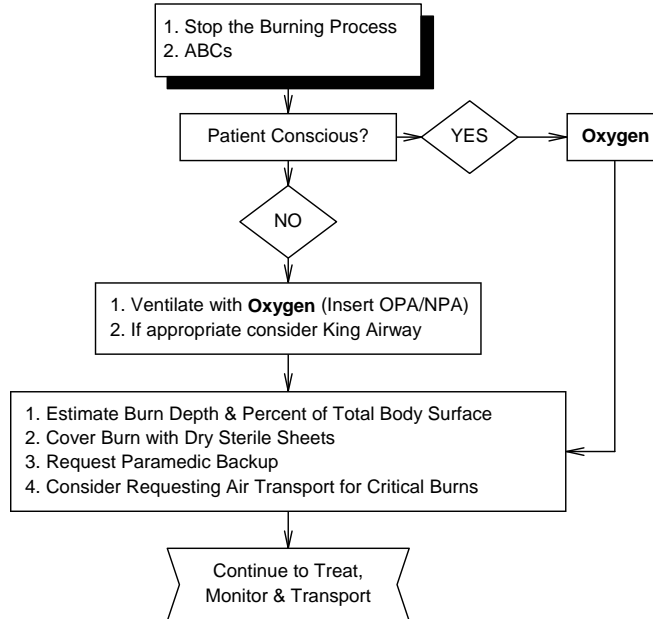 1. Stop the Burning Process
2. ABCs
Patient Conscious?
YES
Oxygen
NO
1. Ventilate with Oxygen (Insert OPA/NPA)
2. If appropriate consider King Airway
1. Estimate Burn Depth & Percent of Total Body Surface
2. Cover Burn with Dry Sterile Sheets
3. Request Paramedic Backup
4. Consider Requesting Air Transport for Critical Burns
Continue to Treat,
Monitor & Transport